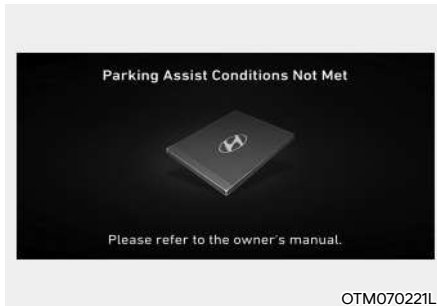 Parking Assist Conditions Not Met
Please refer to the owner's manual.
OTM070221L